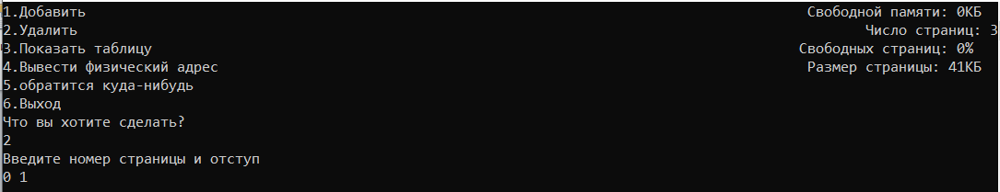 1.Добавить Свободной памяти: 0КБ
2.Удалить Число страниц: 3
3.Показать таблицу Свободных страниц: 0%
4.Вывести физический адрес Размер страницы: 41КБ
5.обратится куда-нибудь
6.Выход
Что вы хотите сделать?
2
Введите номер страницы и отступ
0 1